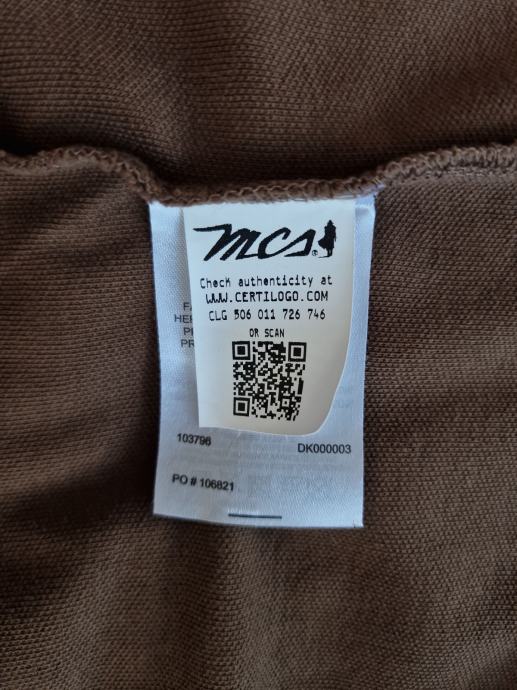 mcs
Check authenticity at
WWW.CERTILOGO.COM
CLG 506 011 726 746
OR SCAN
103796
DK000003
PO # 106821